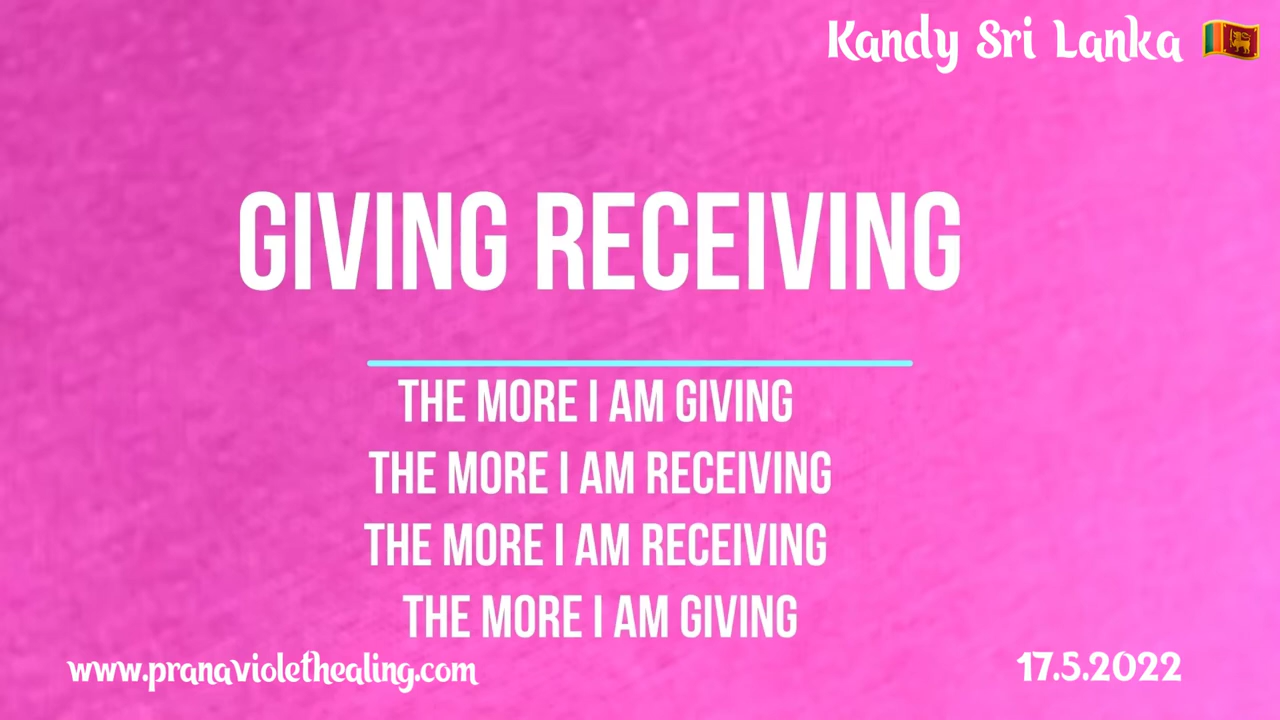 Kandy Sri Lanka 🇱🇰
GIVING RECEIVING
THE MORE I AM GIVING
THE MORE I AM RECEIVING
THE MORE I AM RECEIVING
THE MORE I AM GIVING
www.pranaviolethealing.com
17.5.2022